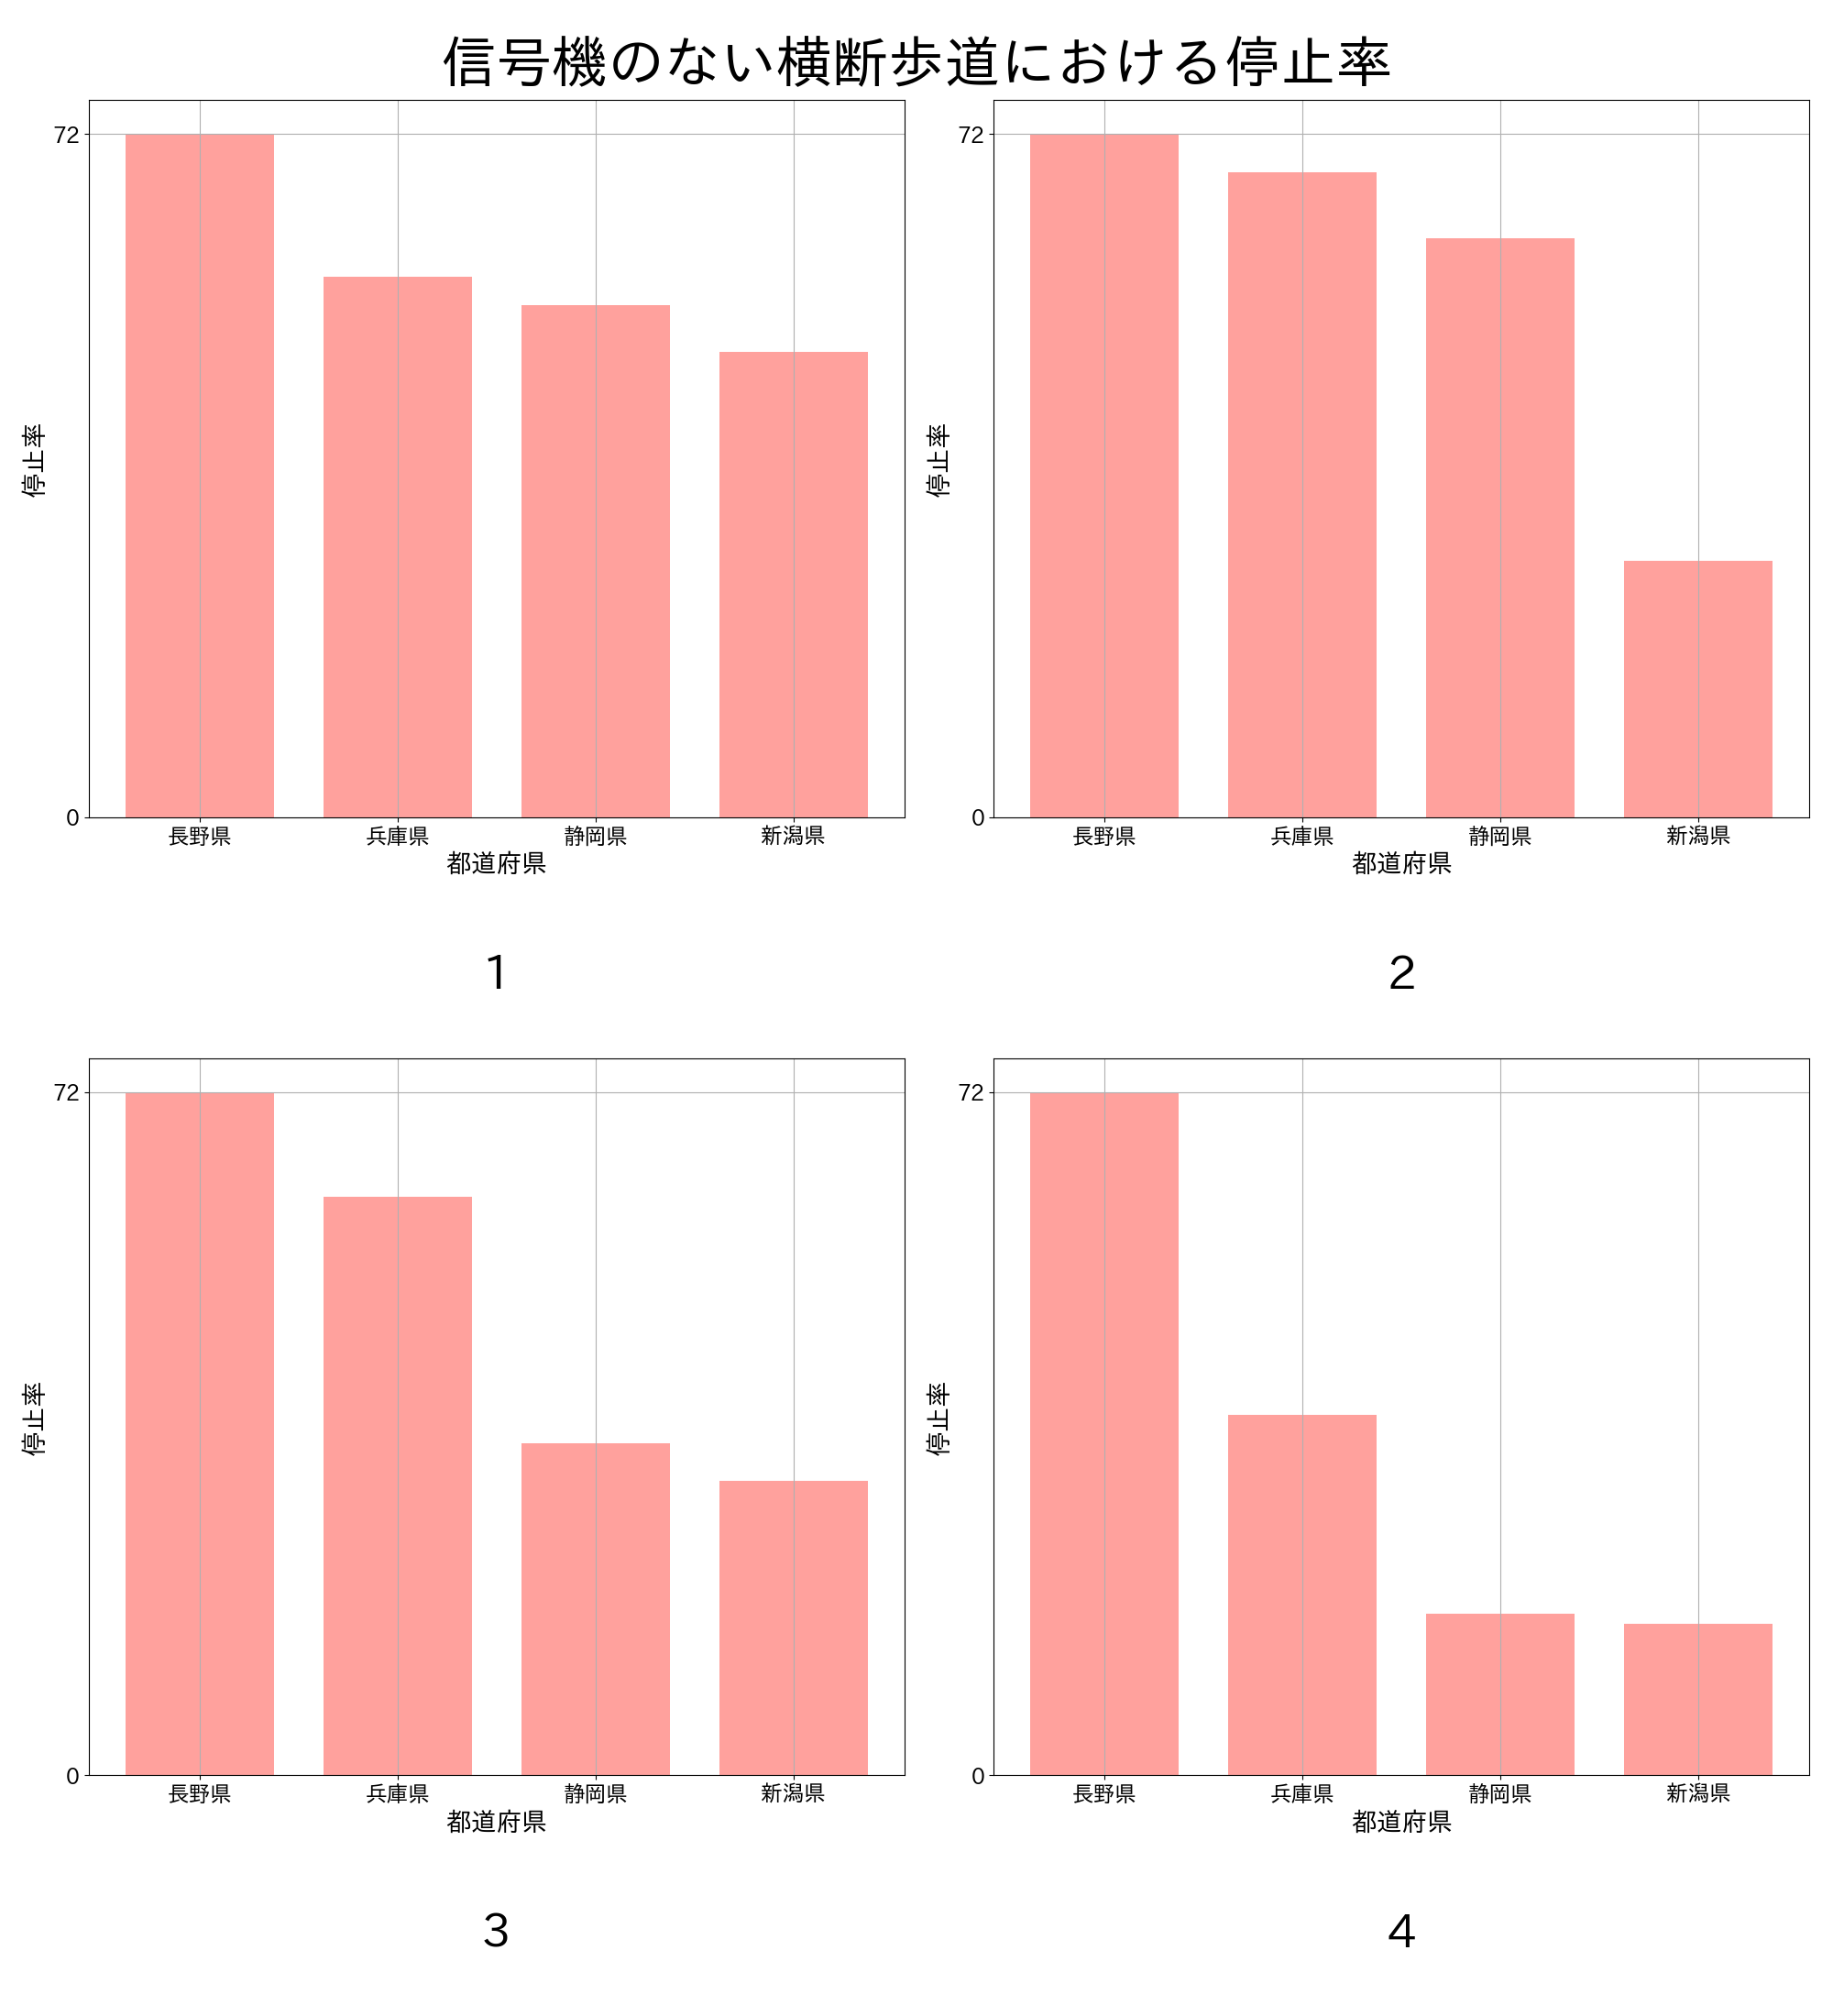 信号機のない横断歩道における停止率
72
停止率
0
長野県 兵庫県 静岡県 新潟県
都道府県
1
72
停止率
0
長野県 兵庫県 静岡県 新潟県
都道府県
2
72
停止率
0
長野県 兵庫県 静岡県 新潟県
都道府県
3
72
停止率
0
長野県 兵庫県 静岡県 新潟県
都道府県
4